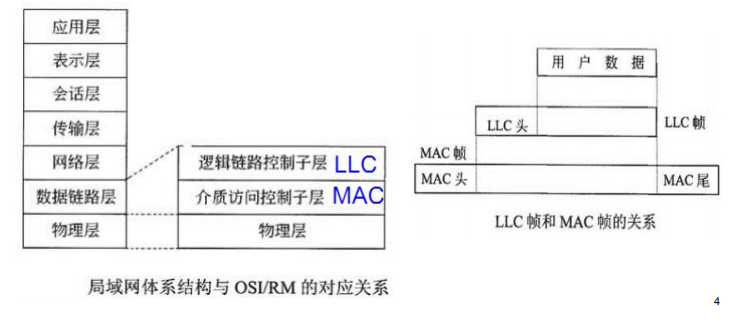 应用层
表示层
会话层
传输层
网络层
数据链路层
物理层
逻辑链路控制子层 LLC
介质访问控制子层 MAC
物理层
局域网体系结构与 OSI/RM 的对应关系
用 户 数 据
LLC 头
LLC 帧
MAC 帧
MAC 头
MAC 尾
LLC 帧和 MAC 帧的关系
4